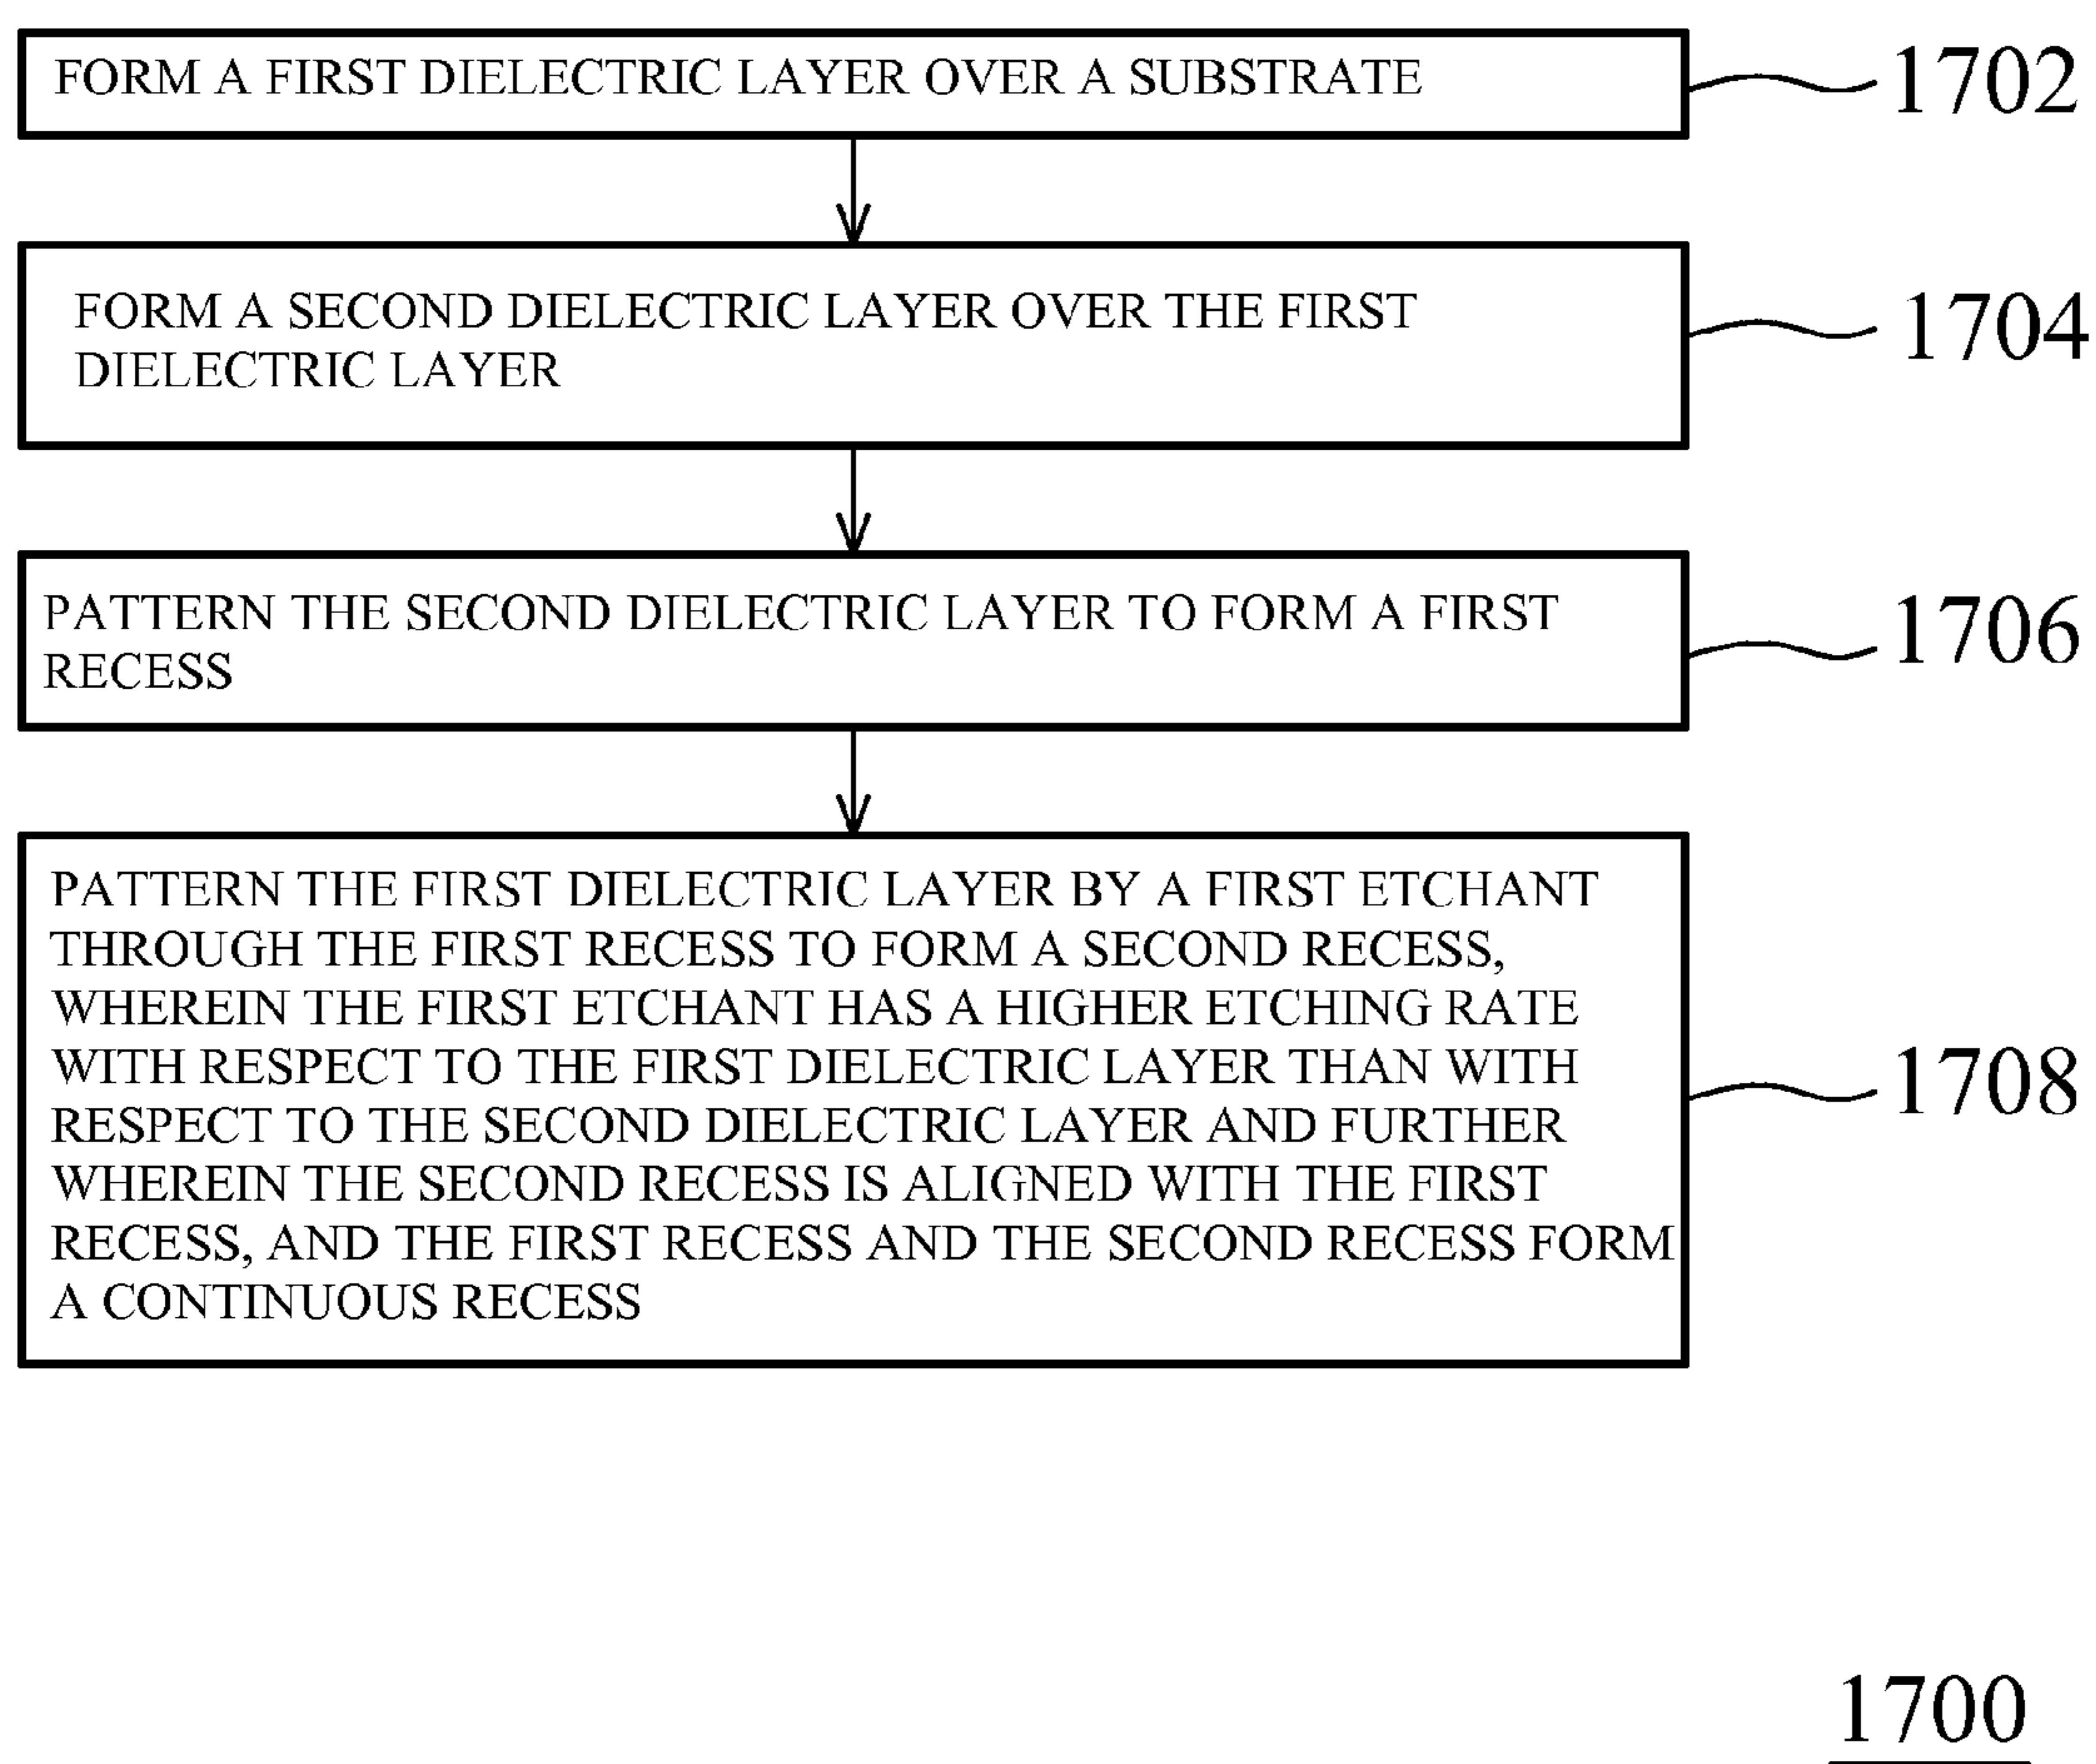 FORM A FIRST DIELECTRIC LAYER OVER A SUBSTRATE
1702
FORM A SECOND DIELECTRIC LAYER OVER THE FIRST
DIELECTRIC LAYER
1704
PATTERN THE SECOND DIELECTRIC LAYER TO FORM A FIRST
RECESS
1706
PATTERN THE FIRST DIELECTRIC LAYER BY A FIRST ETCHANT
THROUGH THE FIRST RECESS TO FORM A SECOND RECESS,
WHEREIN THE FIRST ETCHANT HAS A HIGHER ETCHING RATE
WITH RESPECT TO THE FIRST DIELECTRIC LAYER THAN WITH
RESPECT TO THE SECOND DIELECTRIC LAYER AND FURTHER
WHEREIN THE SECOND RECESS IS ALIGNED WITH THE FIRST
RECESS, AND THE FIRST RECESS AND THE SECOND RECESS FORM
A CONTINUOUS RECESS
1708
1700